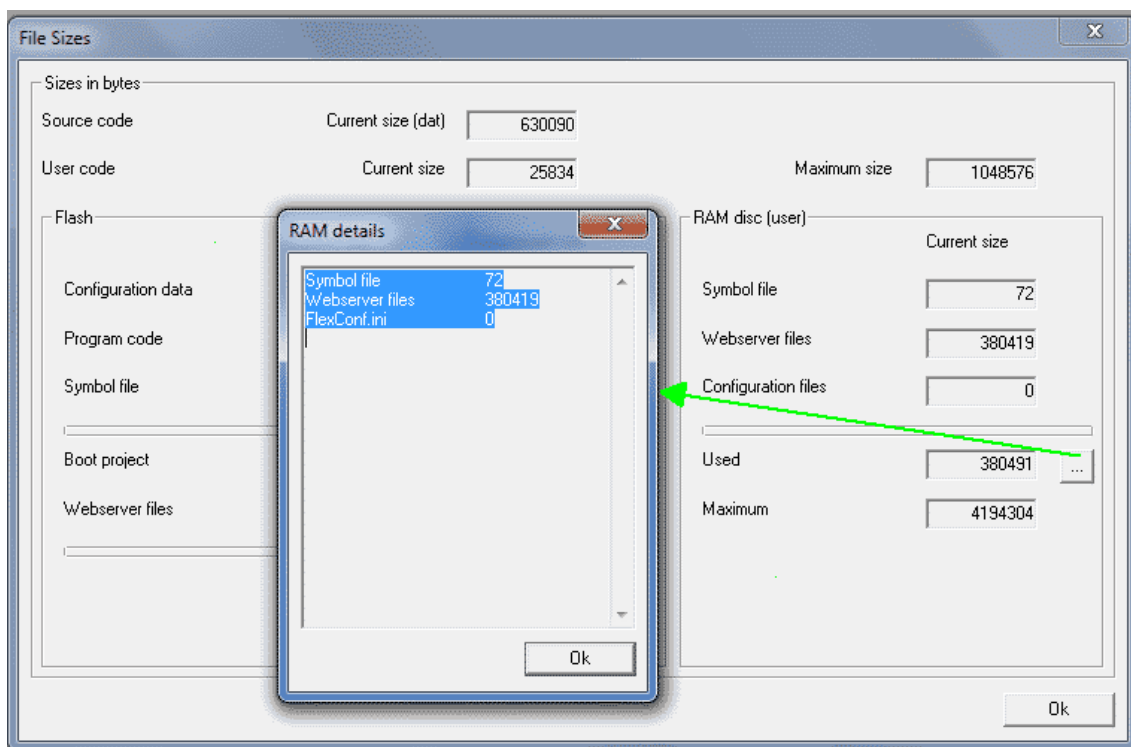 File Sizes
Sizes in bytes
Source code Current size (dat) 630090
User code Current size 25834 Maximum size 1048576
Flash
Configuration data
Program code
Symbol file
Boot project
Webserver files
RAM details
Symbol file 72
Webserver files 380419
FlexConf.ini 0
Ok
RAM disc (user)
Current size
Symbol file 72
Webserver files 380419
Configuration files 0
Used 380491 ...
Maximum 4194304
Ok